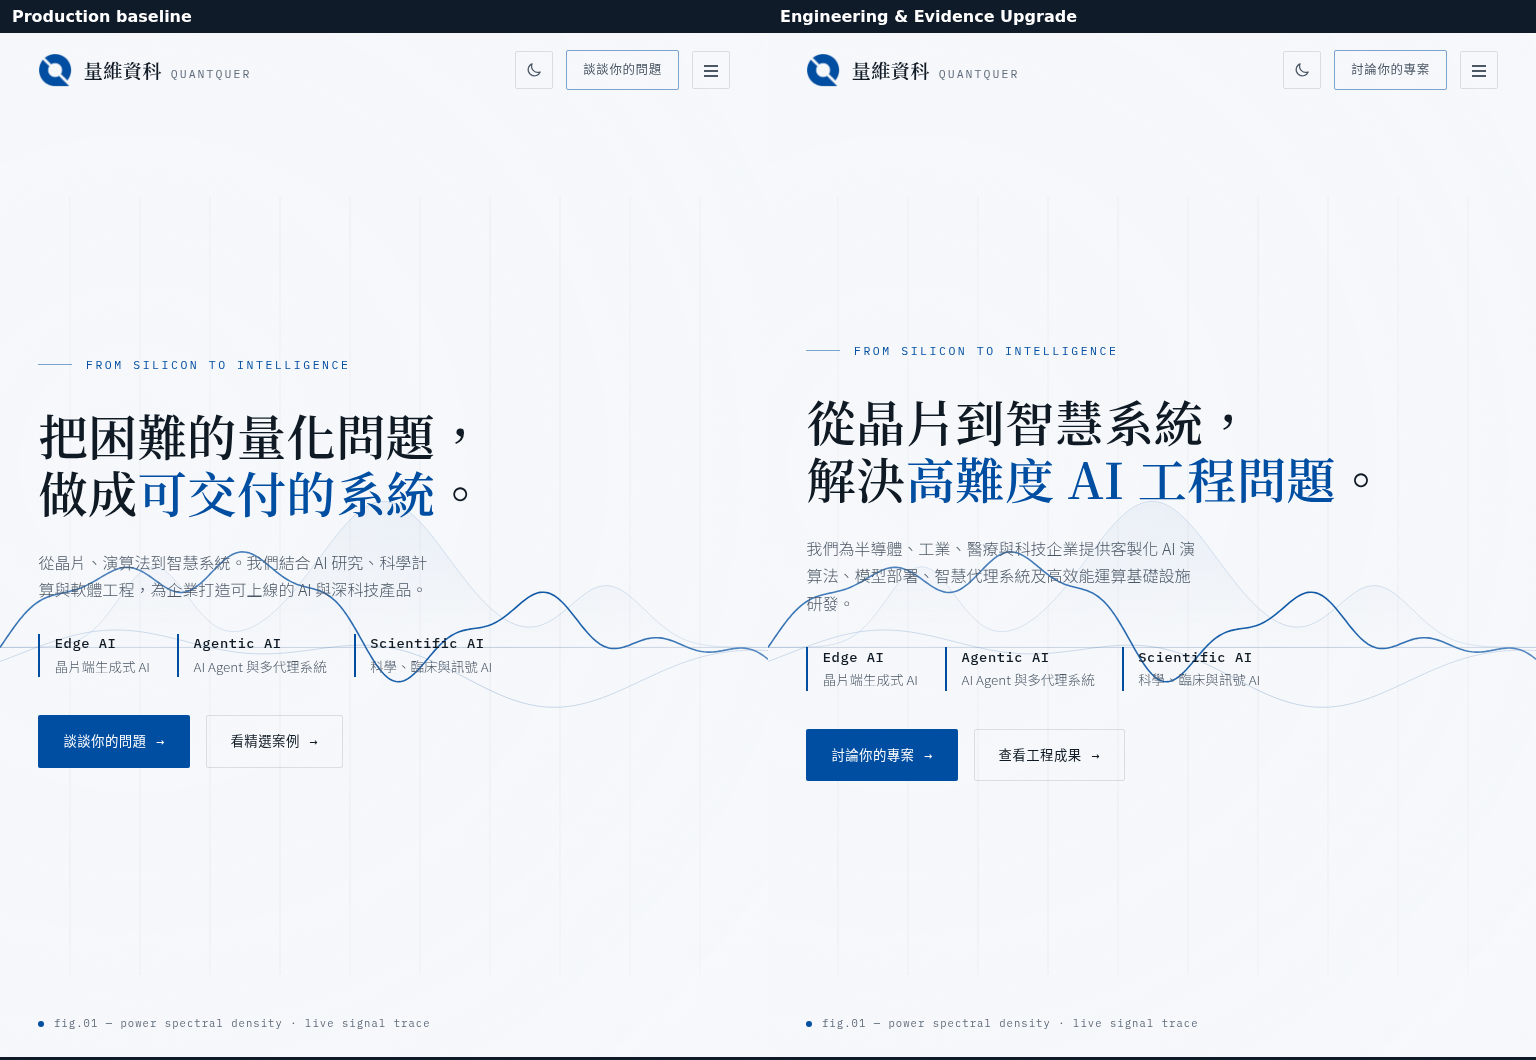 Production baseline
量維資科 QUANTQUER
談談你的問題
FROM SILICON TO INTELLIGENCE
把困難的量化問題，
做成可交付的系統。
從晶片、演算法到智慧系統。我們結合 AI 研究、科學計
算與軟體工程，為企業打造可上線的 AI 與深科技產品。
Edge AI
晶片端生成式 AI
Agentic AI
AI Agent 與多代理系統
Scientific AI
科學、臨床與訊號 AI
談談你的問題 →
看精選案例 →
fig.01 — power spectral density · live signal trace
Engineering & Evidence Upgrade
量維資科 QUANTQUER
討論你的專案
FROM SILICON TO INTELLIGENCE
從晶片到智慧系統，
解決高難度 AI 工程問題。
我們為半導體、工業、醫療與科技企業提供客製化 AI 演
算法、模型部署、智慧代理系統及高效能運算基礎設施
研發。
Edge AI
晶片端生成式 AI
Agentic AI
AI Agent 與多代理系統
Scientific AI
科學、臨床與訊號 AI
討論你的專案 →
查看工程成果 →
fig.01 — power spectral density · live signal trace